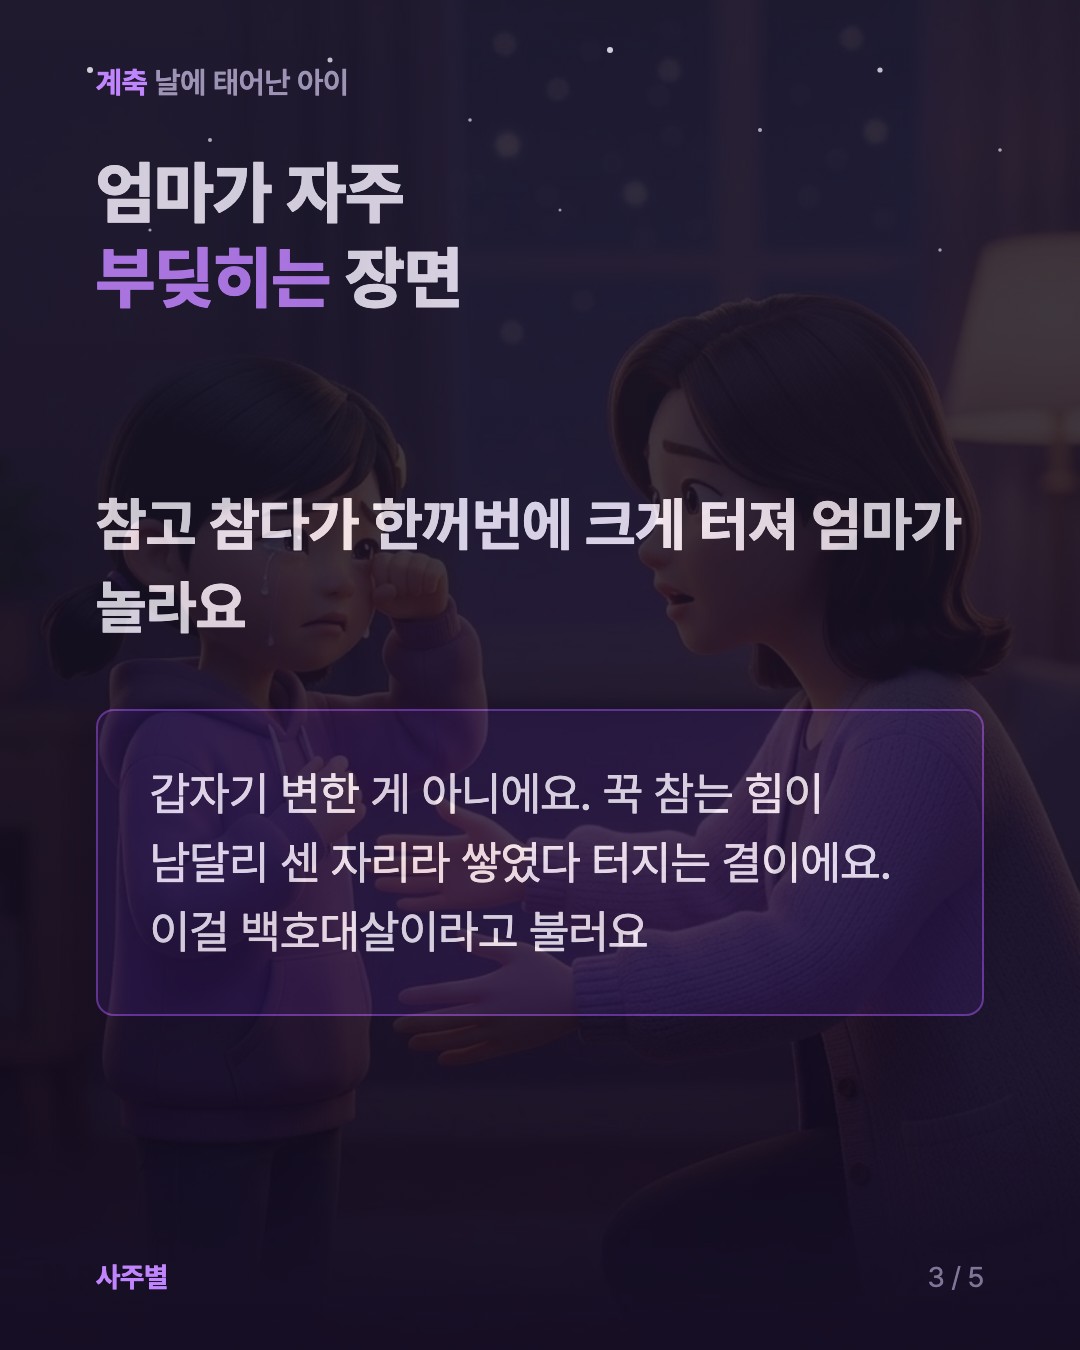 계축 날에 태어난 아이
엄마가 자주
부딪히는 장면
참고 참다가 한꺼번에 크게 터져 엄마가
놀라요
갑자기 변한 게 아니에요. 꾹 참는 힘이
남달리 센 자리라 쌓였다 터지는 결이에요.
이걸 백호대살이라고 불러요
사주별
3 / 5